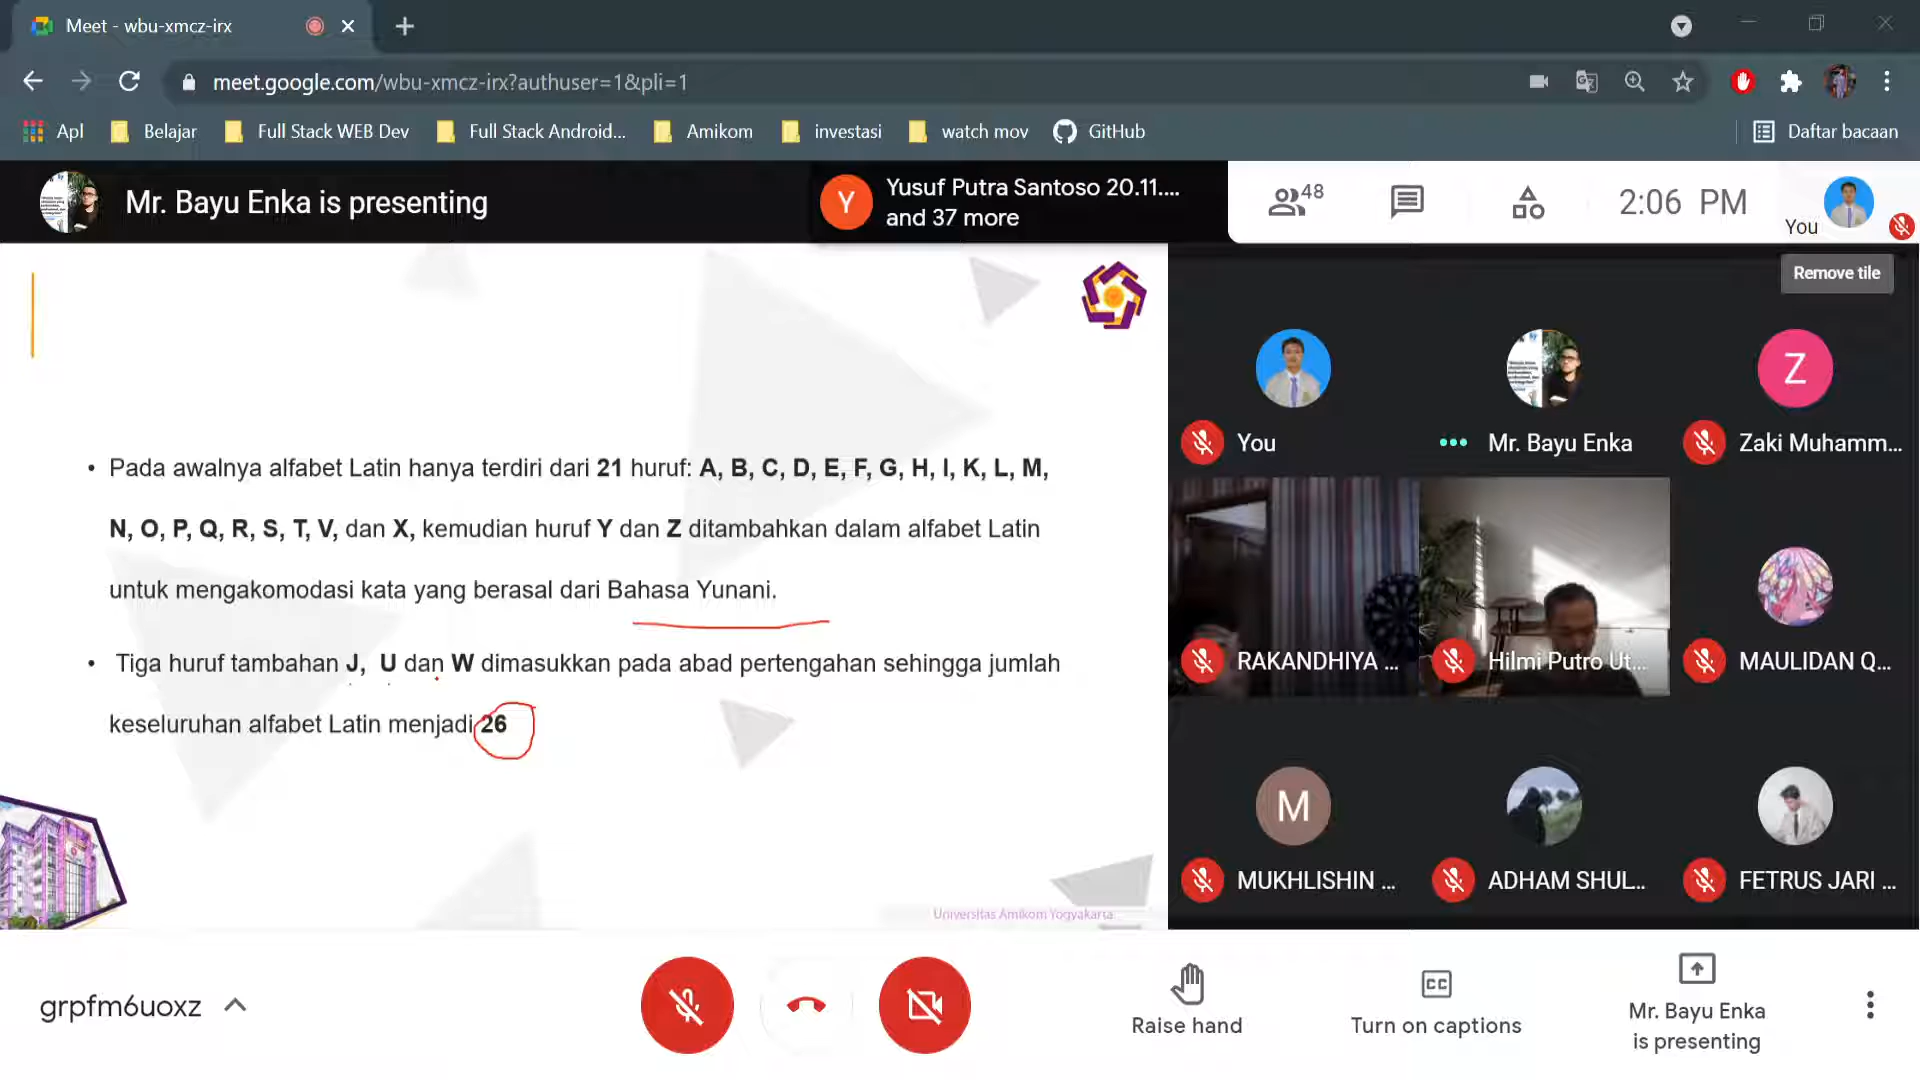 Meet - wbu-xmcz-irx
meet.google.com/wbu-xmcz-irx?authuser=1&pli=1
Apl Belajar Full Stack WEB Dev Full Stack Android... Amikom investasi watch mov GitHub Daftar bacaan
Mr. Bayu Enka is presenting
Y
Yusuf Putra Santoso 20.11....
and 37 more
48
2:06 PM
You
Remove tile
• Pada awalnya alfabet Latin hanya terdiri dari 21 huruf: A, B, C, D, E, F, G, H, I, K, L, M,
N, O, P, Q, R, S, T, V, dan X, kemudian huruf Y dan Z ditambahkan dalam alfabet Latin
untuk mengakomodasi kata yang berasal dari Bahasa Yunani.
• Tiga huruf tambahan J, U dan W dimasukkan pada abad pertengahan sehingga jumlah
keseluruhan alfabet Latin menjadi 26
Universitas Amikom Yogyakarta
Z
You Mr. Bayu Enka Zaki Muhamm...
RAKANDHIYA ... Hilmi Putro Ut... MAULIDAN Q...
M
MUKHLISHIN ... ADHAM SHUL... FETRUS JARI ...
grpfm6uoxz
Raise hand
CC
Turn on captions
Mr. Bayu Enka
is presenting